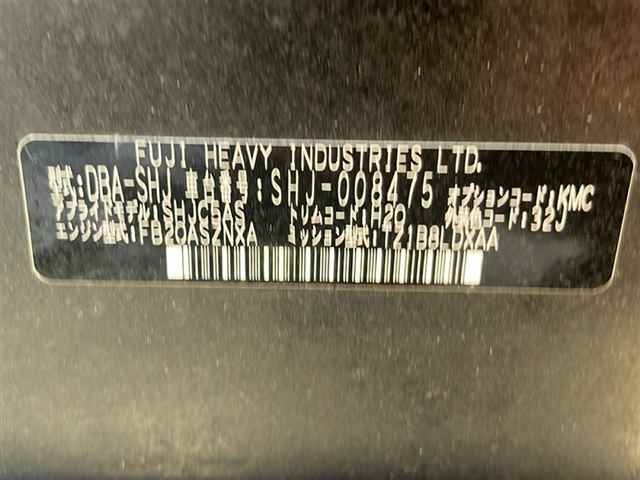 FUJI HEAVY INDUSTRIES LTD.
型式:DBA-SHJ 車台番号:SHJ-008475 オプションコード:KMC
アプライドモデル:SHJC5AS トリムコード:H20 外装色コード:32J
エンジン型式:FB20ASZNXA ミッション型式:TZ1B8LDXAA